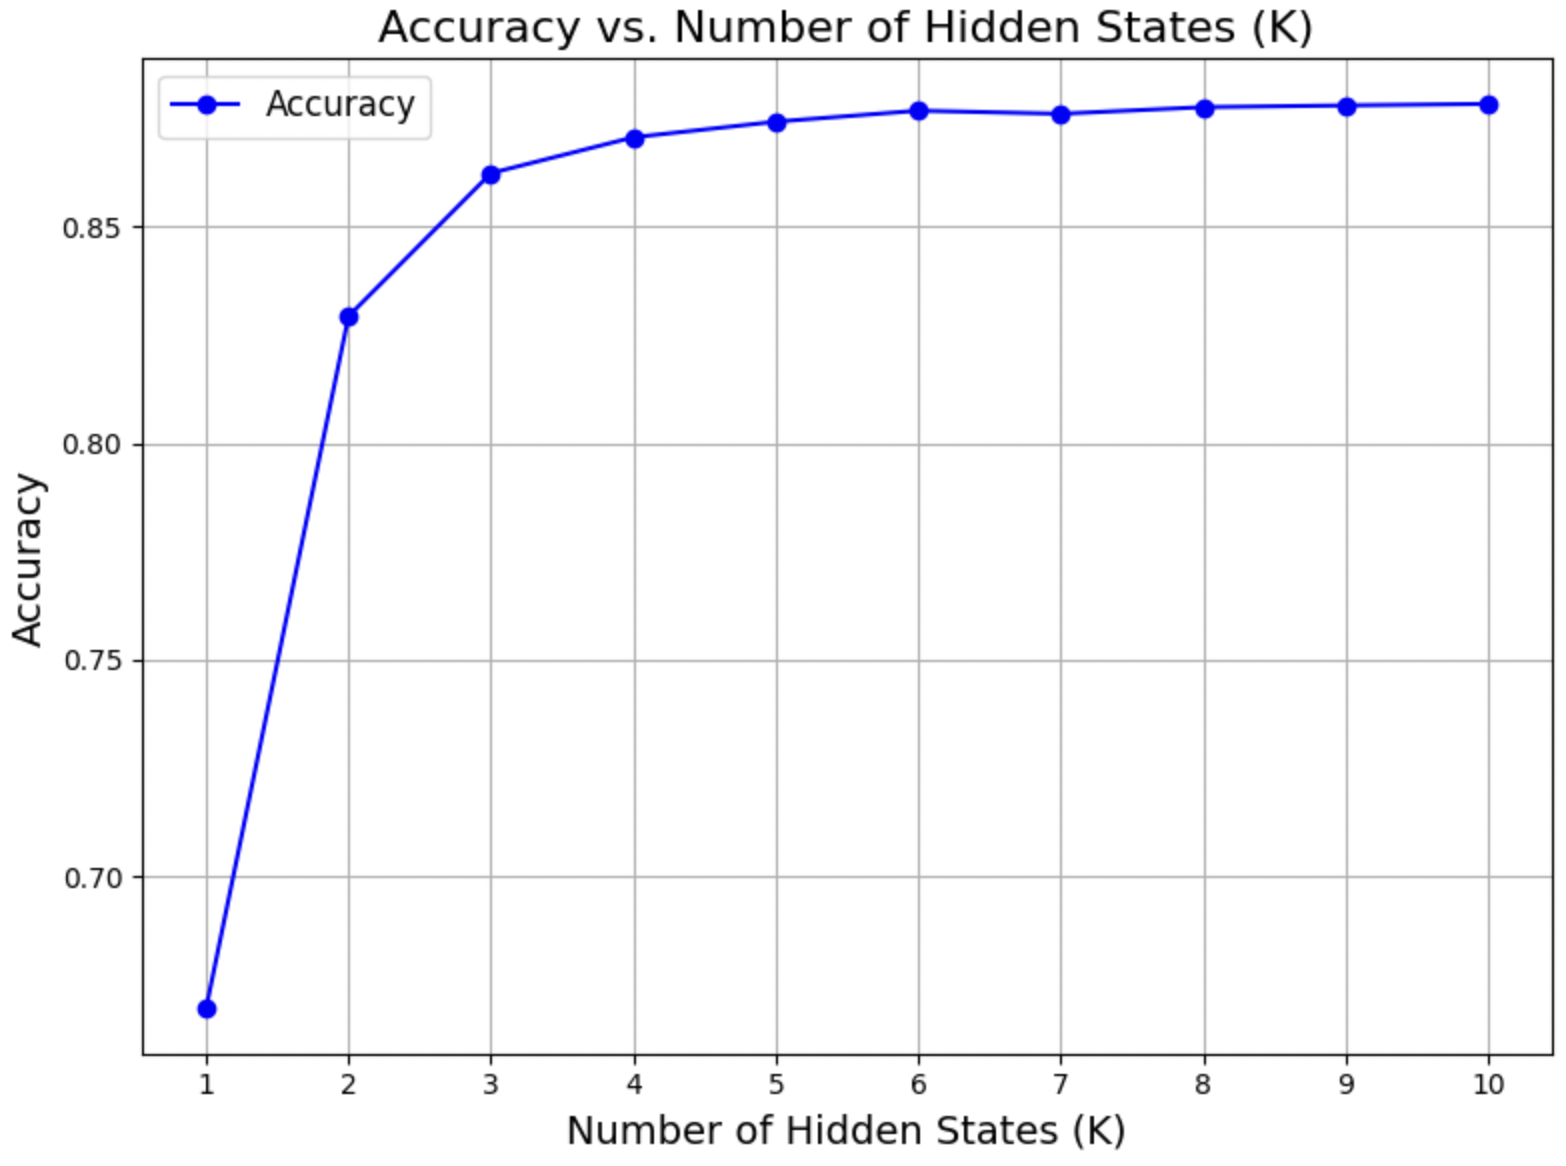 Accuracy vs. Number of Hidden States (K)
Accuracy
0.85
0.80
0.75
0.70
Accuracy
1 2 3 4 5 6 7 8 9 10
Number of Hidden States (K)